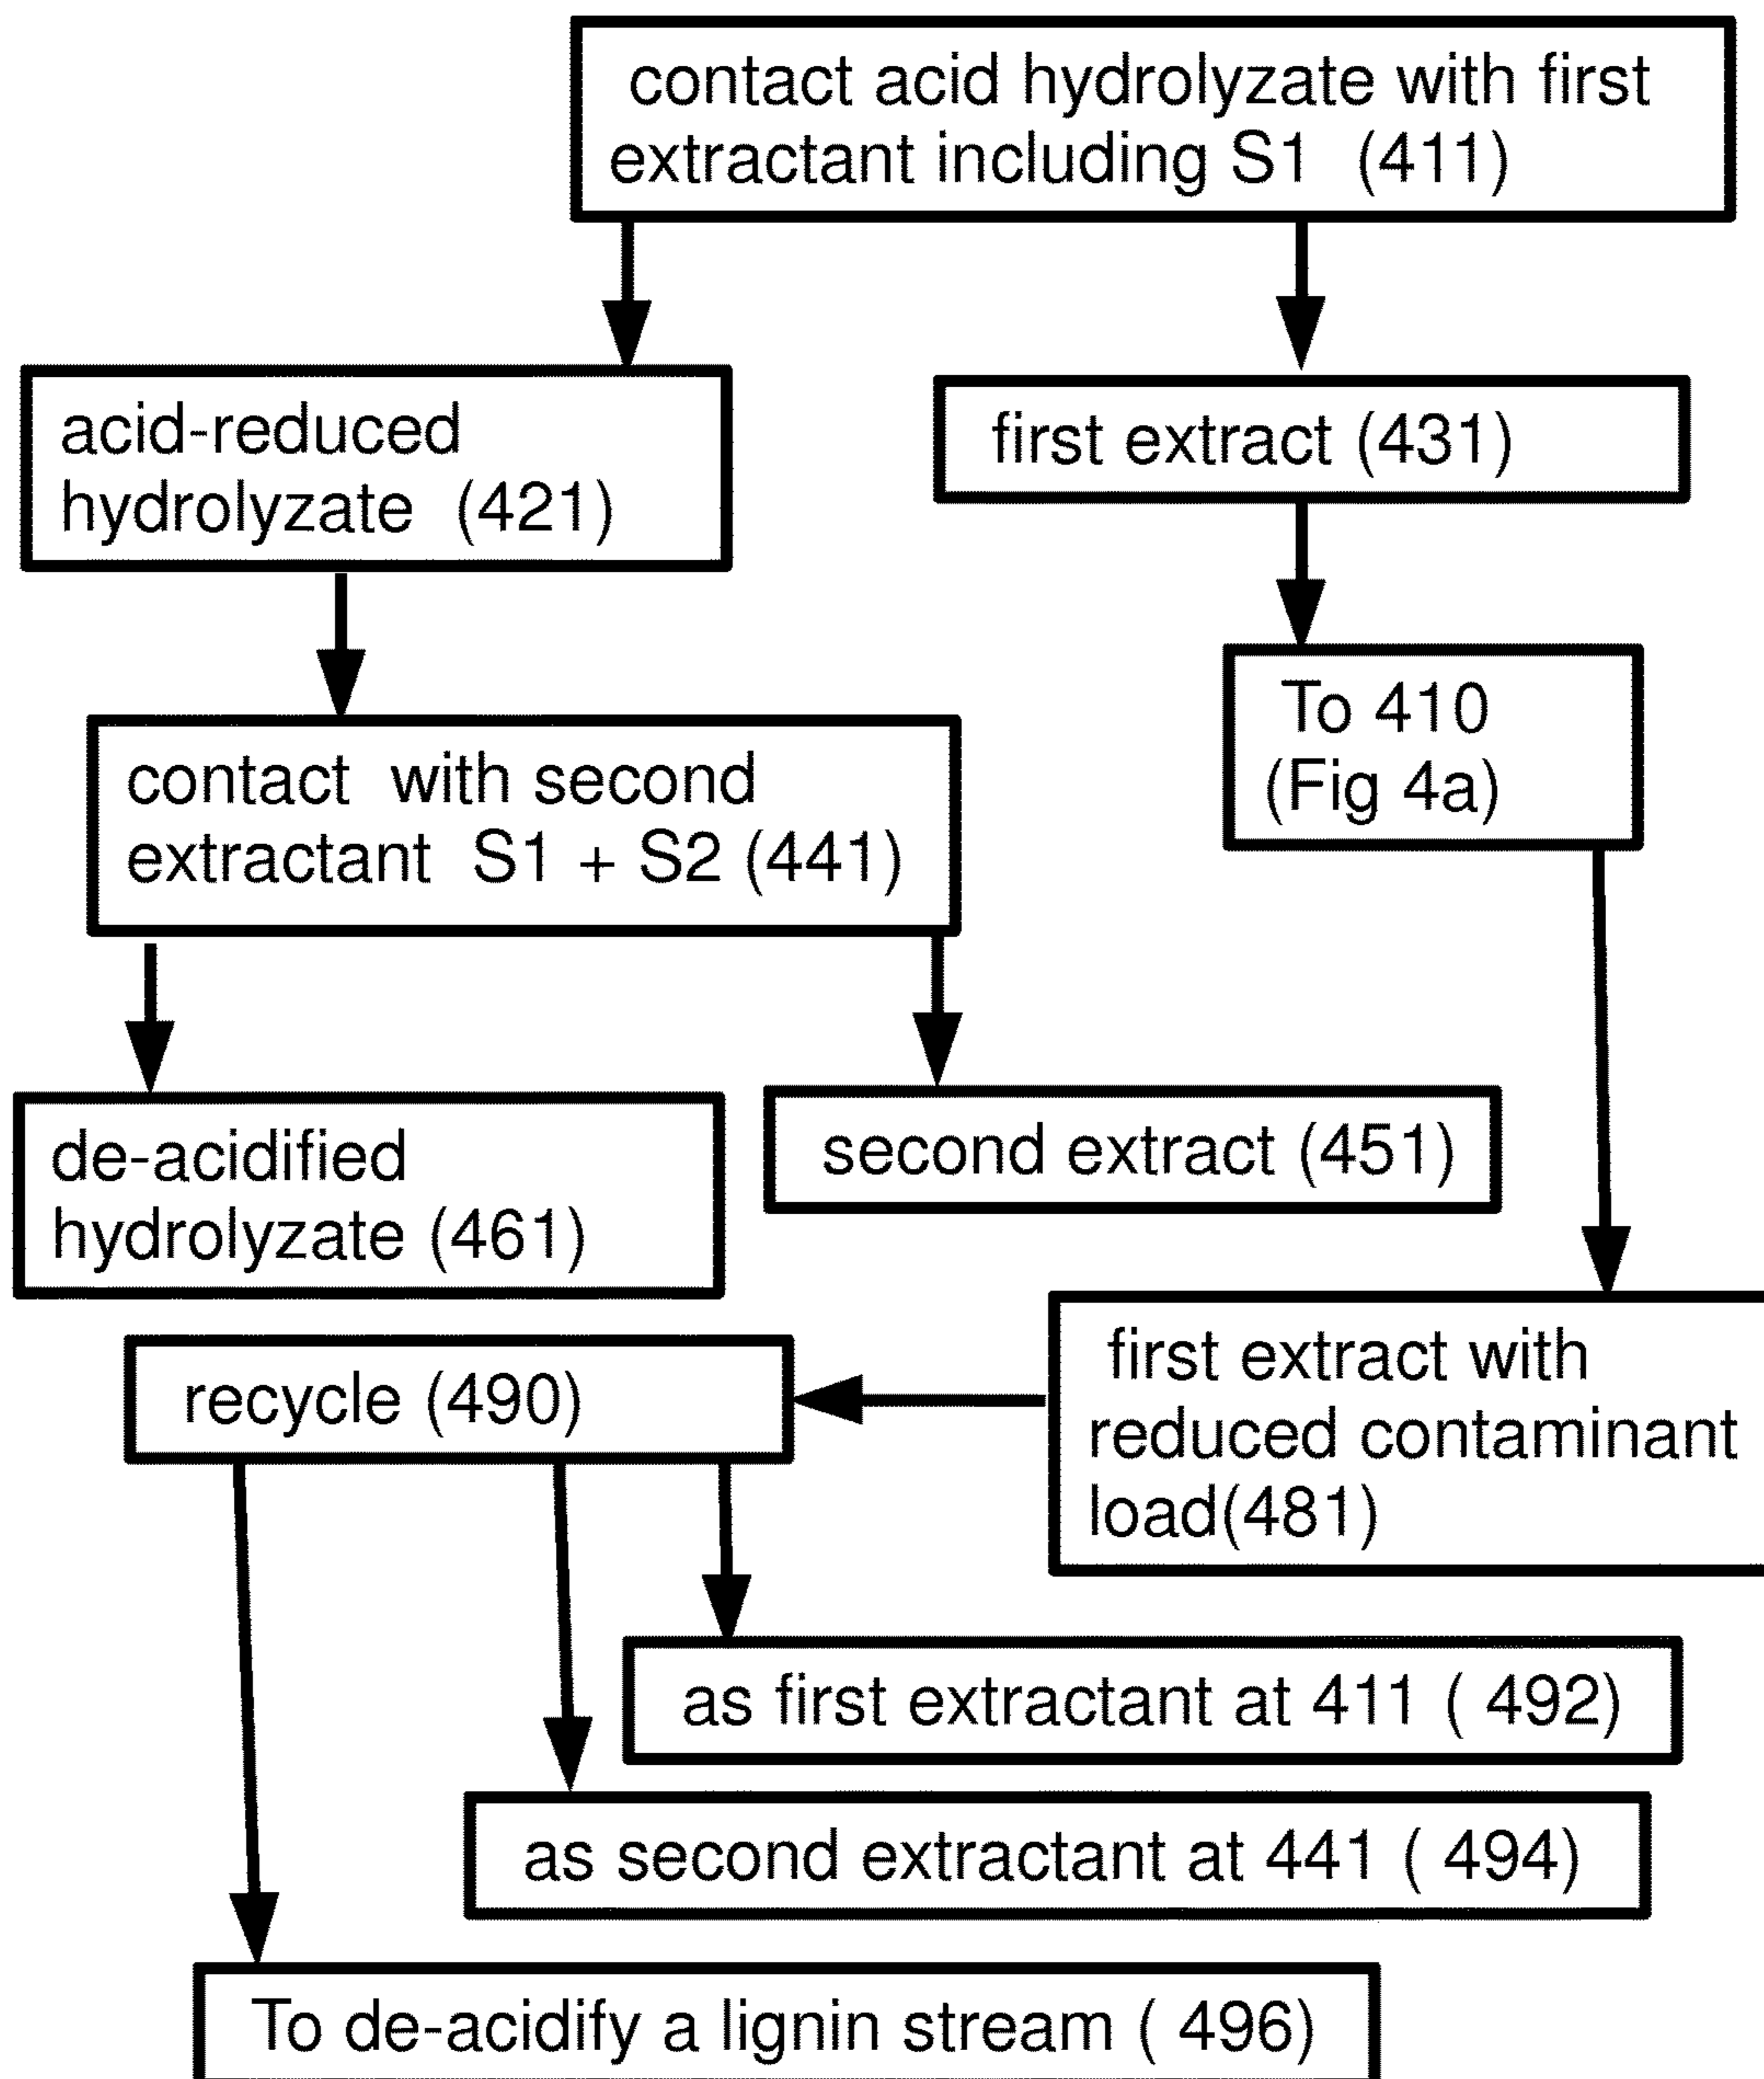 contact acid hydrolyzate with first
extractant including S1 (411)
acid-reduced
hydrolyzate (421)
first extract (431)
To 410
(Fig 4a)
contact with second
extractant S1 + S2 (441)
de-acidified
hydrolyzate (461)
second extract (451)
first extract with
reduced contaminant
load(481)
recycle (490)
as first extractant at 411 ( 492)
as second extractant at 441 ( 494)
To de-acidify a lignin stream ( 496)